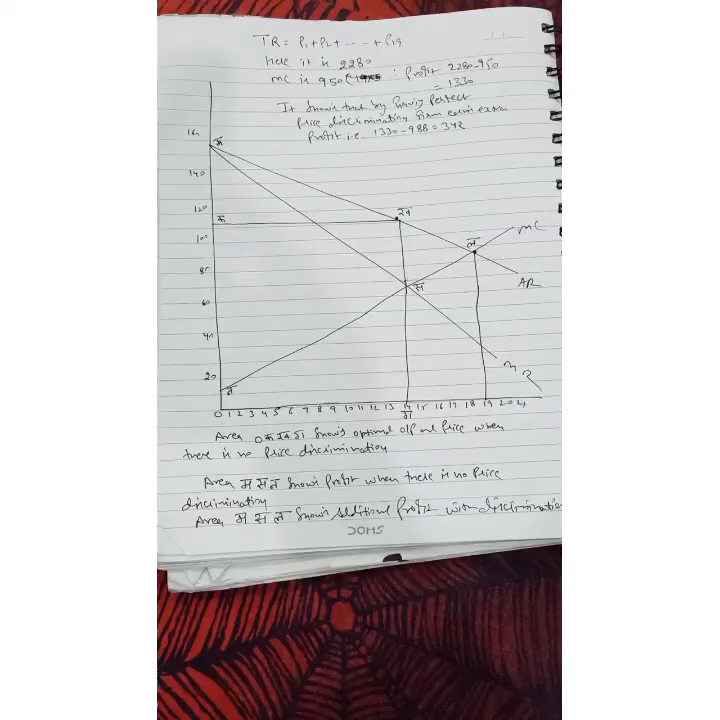 TR = P1+P2+ ---- + P19
Here it is 2280
MC is 950 ∴ Profit 2280-950
= 1330
It shows that by having Perfect
Price discrimination firm earn extra
Profit i.e. 1330-988 = 342
160
म
140
120
क
ख
100
ल
MC
80
AR
स
60
40
MR
20
त
0 1 2 3 4 5 6 7 8 9 10 11 12 13 14 15 16 17 18 19 20 21
ग
Area 0 क ख ग shows optimal o/p and Price when
there is no Price discrimination
Area म स त shows Profit when there is no Price
discrimination
Area म स ल shows additional Profit with discrimination
DOMS